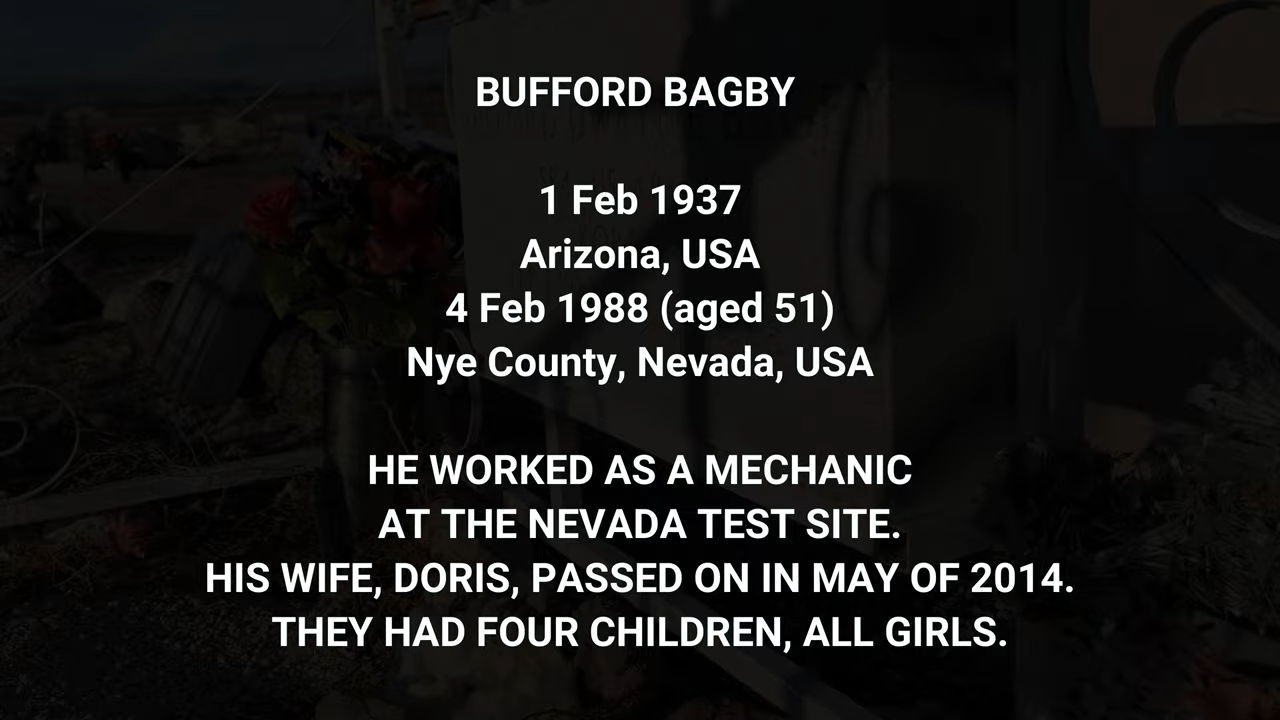 BUFFORD BAGBY
1 Feb 1937
Arizona, USA
4 Feb 1988 (aged 51)
Nye County, Nevada, USA
HE WORKED AS A MECHANIC
AT THE NEVADA TEST SITE.
HIS WIFE, DORIS, PASSED ON IN MAY OF 2014.
THEY HAD FOUR CHILDREN, ALL GIRLS.